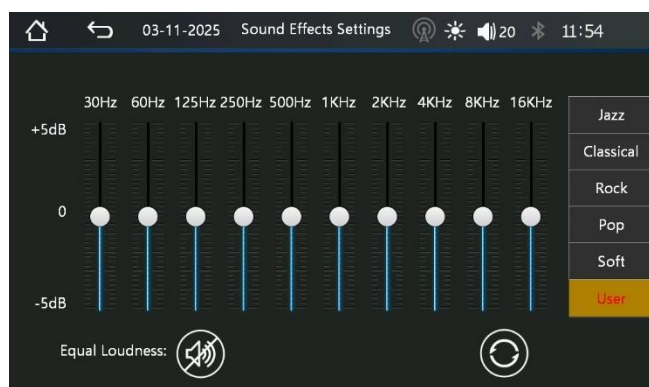 03-11-2025 Sound Effects Settings 20 11:54
30Hz 60Hz 125Hz 250Hz 500Hz 1KHz 2KHz 4KHz 8KHz 16KHz
+5dB
0
-5dB
Jazz
Classical
Rock
Pop
Soft
User
Equal Loudness: